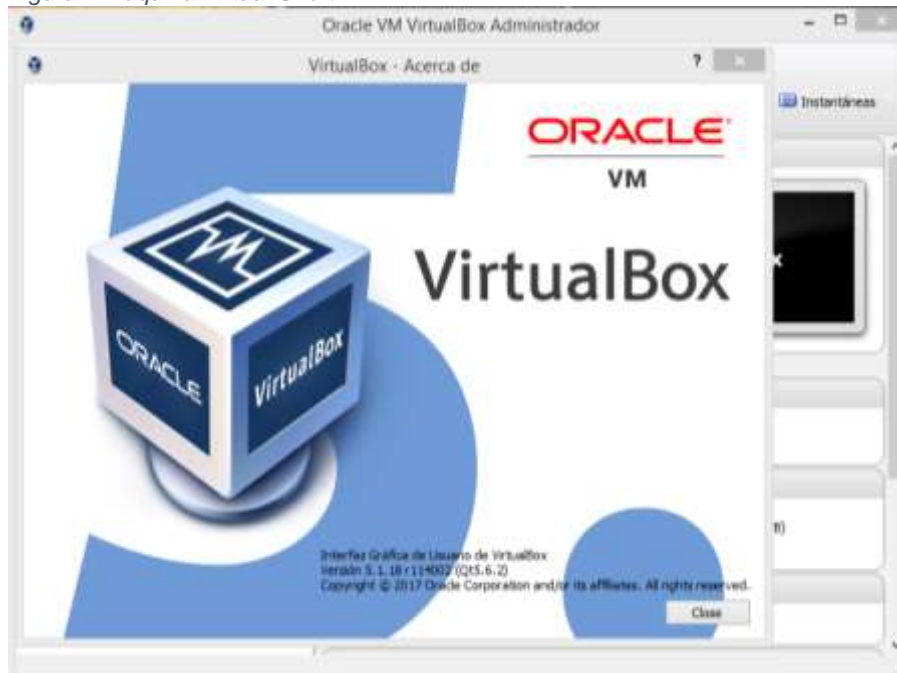 Oracle VM VirtualBox Administrador
VirtualBox - Acerca de
?
Instantáneas
ORACLE
VM
VirtualBox
ORACLE
VirtualBox
x
Interfaz Gráfica de Usuario de VirtualBox
Versión 5.1.18 r114002 (Qt5.6.2)
Copyright © 2017 Oracle Corporation and/or its affiliates. All rights reserved.
Close